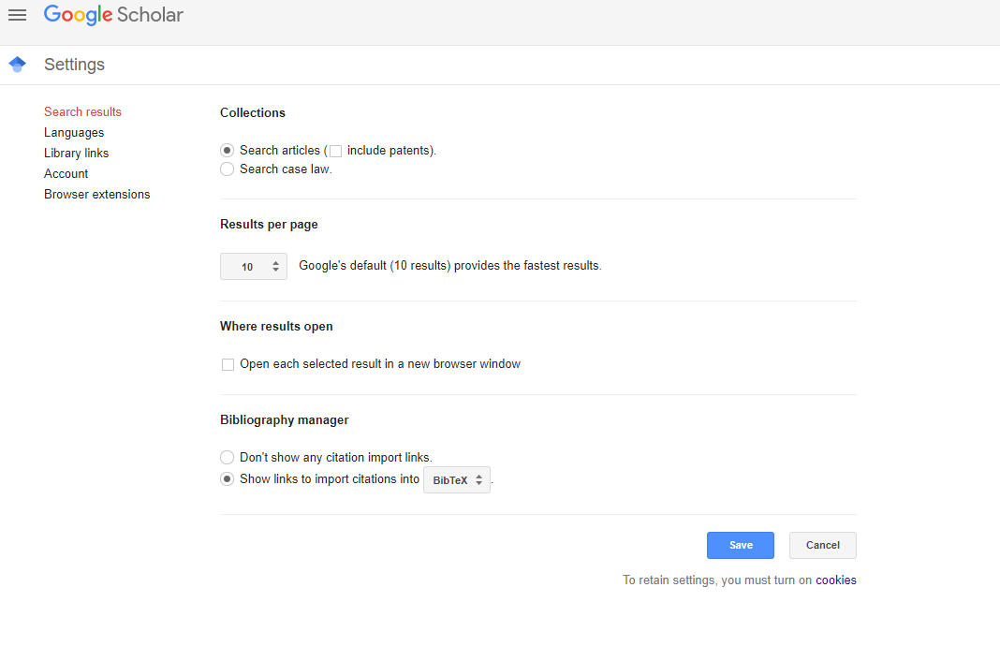 Google Scholar
Settings
Search results
Languages
Library links
Account
Browser extensions
Collections
Search articles ( include patents).
Search case law.
Results per page
10 Google's default (10 results) provides the fastest results.
Where results open
Open each selected result in a new browser window
Bibliography manager
Don't show any citation import links.
Show links to import citations into BibTeX .
Save Cancel
To retain settings, you must turn on cookies